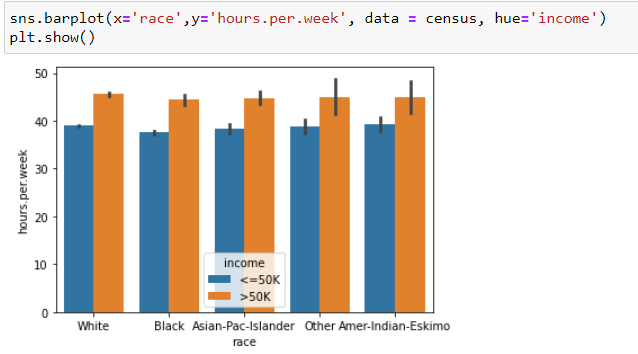 sns.barplot(x='race',y='hours.per.week', data = census, hue='income')
plt.show()
50
40
30
20
10
0
hours.per.week
income
<=50K
>50K
White Black Asian-Pac-Islander Other Amer-Indian-Eskimo
race